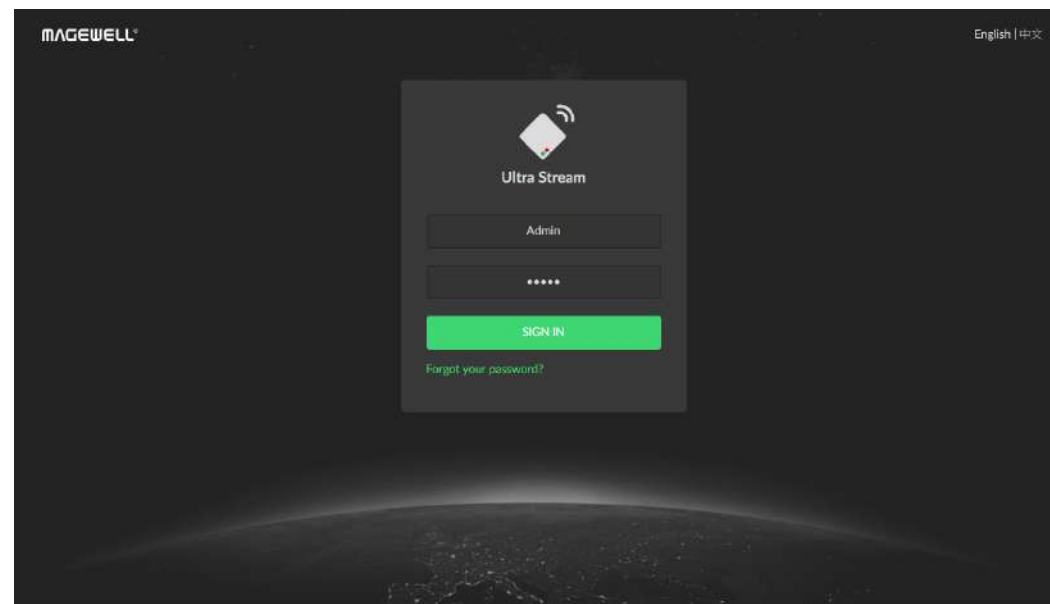 MAGEWELL®
English | 中文
Ultra Stream
Admin
•••••
SIGN IN
Forgot your password?